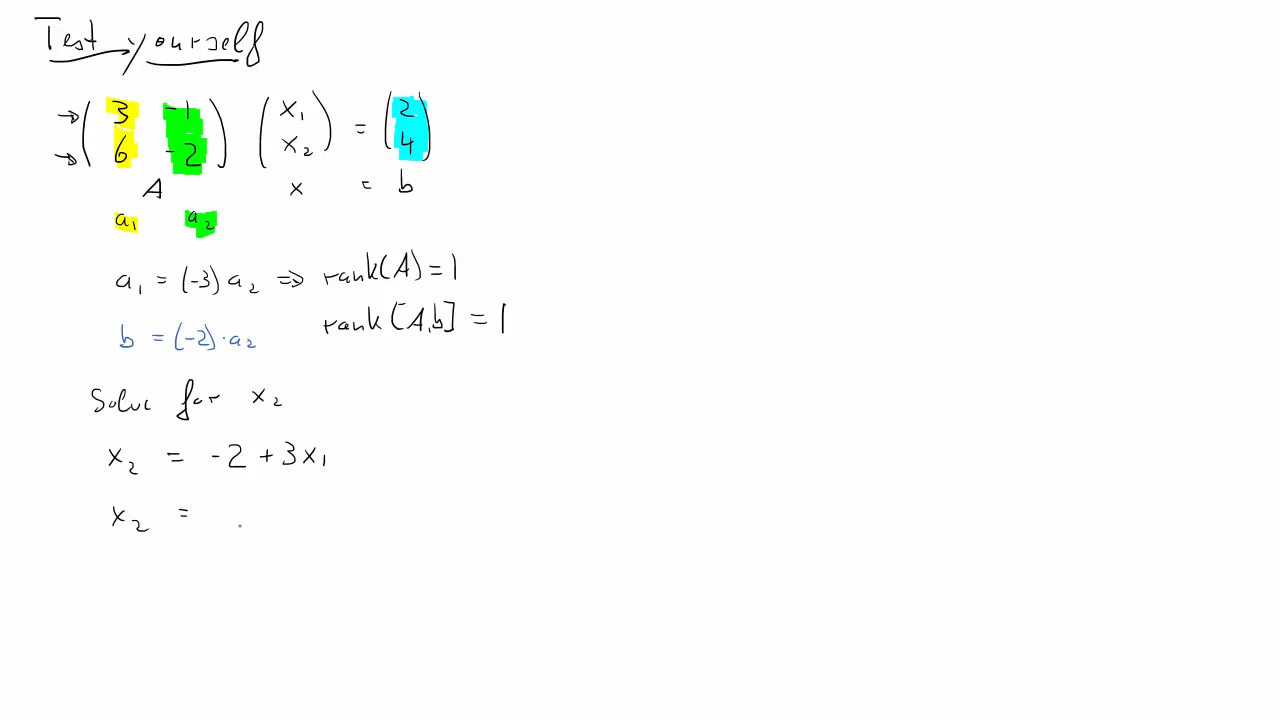 Test yourself
→ ( 3 -1 ) ( x₁ ) = ( 2 )
→ ( 6 -2 ) ( x₂ ) ( 4 )
A x = b
a₁ a₂
a₁ = (-3) a₂ ⇒ rank(A) = 1
b = (-2) · a₂ rank[A,b] = 1
Solve for x₂
x₂ = -2 + 3x₁
x₂ =